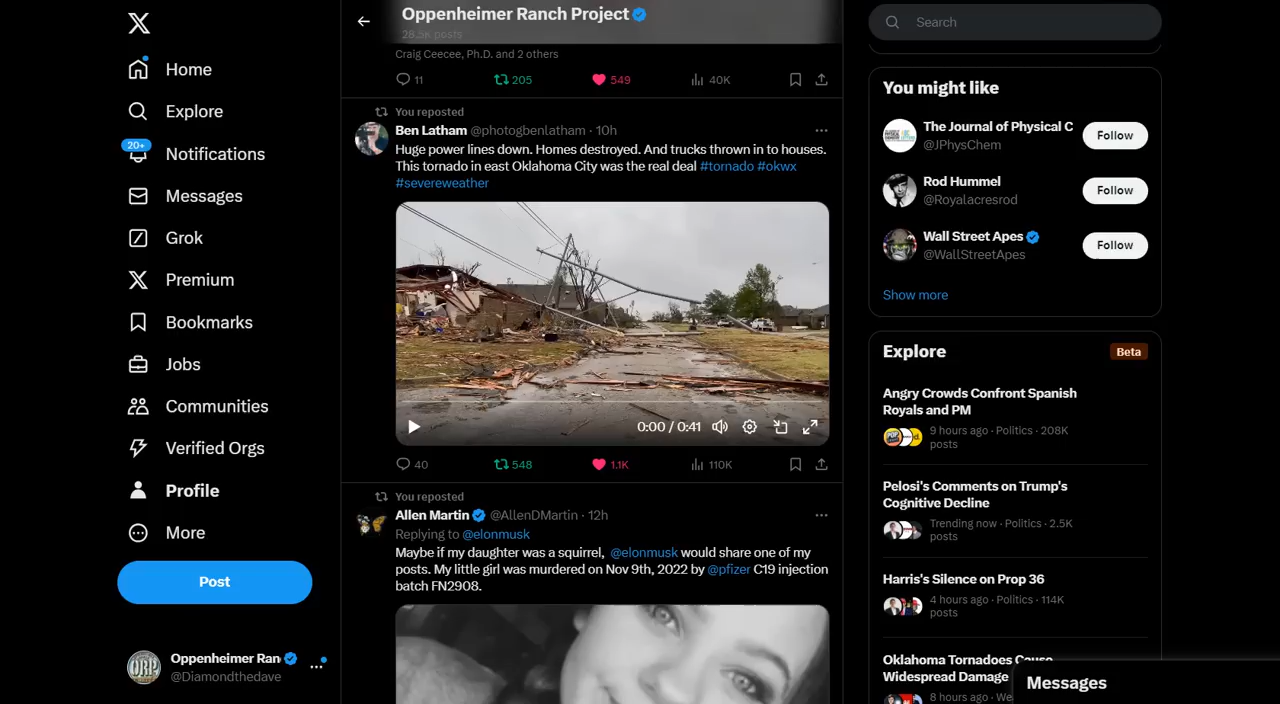 Home
Explore
20+
Notifications
Messages
Grok
Premium
Bookmarks
Jobs
Communities
Verified Orgs
Profile
More
Post
Oppenheimer Ran
@Diamondthedave
Oppenheimer Ranch Project
28.5K posts
Craig Ceecee, Ph.D. and 2 others
11 205 549 40K
You reposted
Ben Latham @photogbenlatham · 10h
Huge power lines down. Homes destroyed. And trucks thrown in to houses.
This tornado in east Oklahoma City was the real deal #tornado #okwx
#severeweather
0:00 / 0:41
40 548 1.1K 110K
You reposted
Allen Martin @AllenDMartin · 12h
Replying to @elonmusk
Maybe if my daughter was a squirrel, @elonmusk would share one of my
posts. My little girl was murdered on Nov 9th, 2022 by @pfizer C19 injection
batch FN2908.
Search
You might like
The Journal of Physical C
@JPhysChem
Follow
Rod Hummel
@Royalacresrod
Follow
Wall Street Apes
@WallStreetApes
Follow
Show more
Explore
Beta
Angry Crowds Confront Spanish
Royals and PM
9 hours ago · Politics · 208K
posts
Pelosi's Comments on Trump's
Cognitive Decline
Trending now · Politics · 2.5K
posts
Harris's Silence on Prop 36
4 hours ago · Politics · 114K
posts
Oklahoma Tornadoes Cause
Widespread Damage
8 hours ago · We
Messages